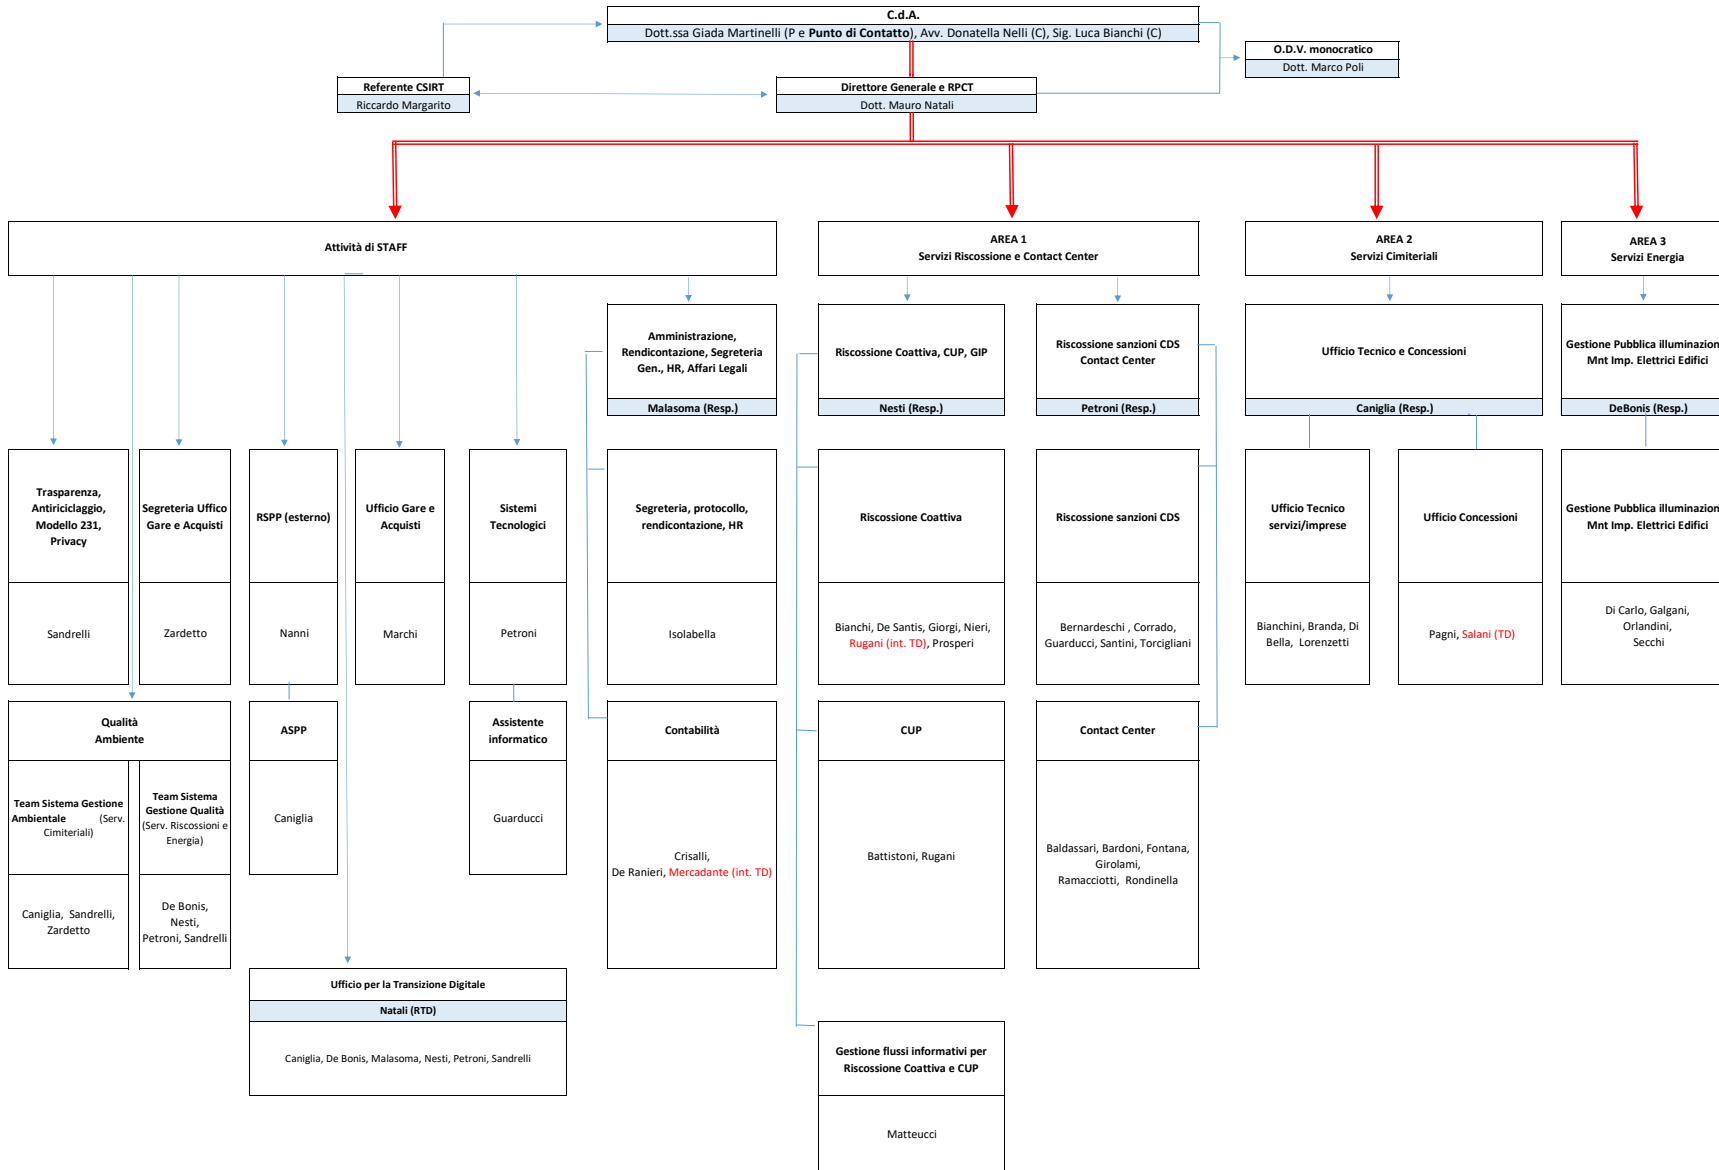 C.d.A.
Dott.ssa Giada Martinelli (P e Punto di Contatto), Avv. Donatella Nelli (C), Sig. Luca Bianchi (C)
O.D.V. monocratico
Dott. Marco Poli
Referente CSIRT
Riccardo Margarito
Direttore Generale e RPCT
Dott. Mauro Natali
Attività di STAFF
AREA 1
Servizi Riscossione e Contact Center
AREA 2
Servizi Cimiteriali
AREA 3
Servizi Energia
Amministrazione,
Rendicontazione, Segreteria
Gen., HR, Affari Legali
Malasoma (Resp.)
Riscossione Coattiva, CUP, GIP
Nesti (Resp.)
Riscossione sanzioni CDS
Contact Center
Petroni (Resp.)
Ufficio Tecnico e Concessioni
Caniglia (Resp.)
Gestione Pubblica illuminazion
Mnt Imp. Elettrici Edifici
DeBonis (Resp.)
Trasparenza,
Antiriciclaggio,
Modello 231,
Privacy
Sandrelli
Segreteria Uffico
Gare e Acquisti
Zardetto
RSPP (esterno)
Nanni
Ufficio Gare e
Acquisti
Marchi
Sistemi
Tecnologici
Petroni
Segreteria, protocollo,
rendicontazione, HR
Isolabella
Riscossione Coattiva
Bianchi, De Santis, Giorgi, Nieri,
Rugani (int. TD), Prosperi
Riscossione sanzioni CDS
Bernardeschi , Corrado,
Guarducci, Santini, Torcigliani
Ufficio Tecnico
servizi/imprese
Bianchini, Branda, Di
Bella, Lorenzetti
Ufficio Concessioni
Pagni, Salani (TD)
Gestione Pubblica illuminazion
Mnt Imp. Elettrici Edifici
Di Carlo, Galgani,
Orlandini,
Secchi
Qualità
Ambiente
Team Sistema Gestione
Ambientale (Serv.
Cimiteriali)
Caniglia, Sandrelli,
Zardetto
Team Sistema
Gestione Qualità
(Serv. Riscossioni e
Energia)
De Bonis,
Nesti,
Petroni, Sandrelli
ASPP
Caniglia
Assistente
informatico
Guarducci
Contabilità
Crisalli,
De Ranieri, Mercadante (int. TD)
CUP
Battistoni, Rugani
Contact Center
Baldassari, Bardoni, Fontana,
Girolami,
Ramacciotti, Rondinella
Ufficio per la Transizione Digitale
Natali (RTD)
Caniglia, De Bonis, Malasoma, Nesti, Petroni, Sandrelli
Gestione flussi informativi per
Riscossione Coattiva e CUP
Matteucci